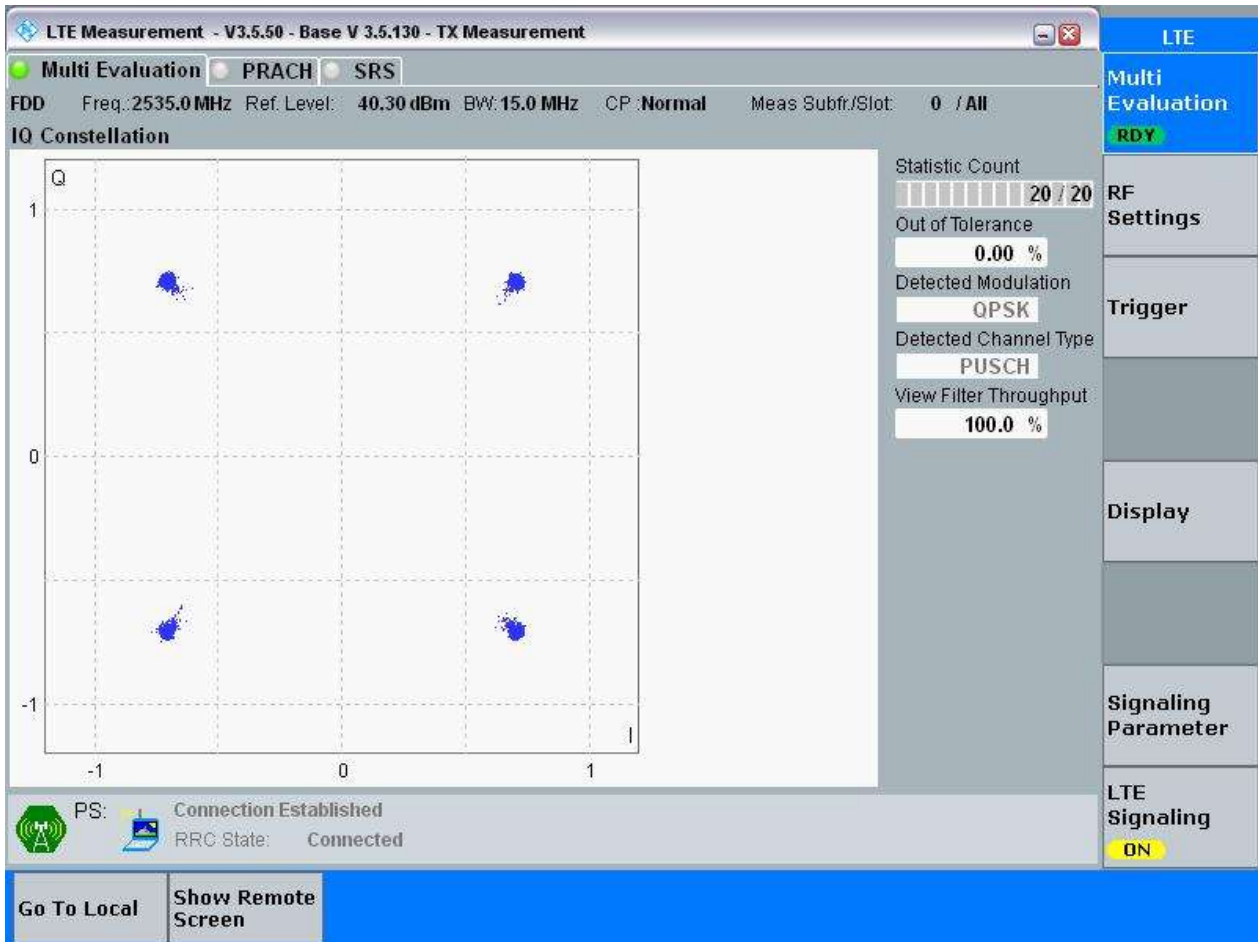 LTE Measurement - V3.5.50 - Base V 3.5.130 - TX Measurement
LTE
Multi Evaluation PRACH SRS
FDD Freq.:2535.0 MHz Ref. Level: 40.30 dBm BW:15.0 MHz CP :Normal Meas Subfr./Slot: 0 / All
IQ Constellation
Q
1
0
-1
I
-1 0 1
Statistic Count
20 / 20
Out of Tolerance
0.00 %
Detected Modulation
QPSK
Detected Channel Type
PUSCH
View Filter Throughput
100.0 %
Multi
Evaluation
RDY
RF
Settings
Trigger
Display
Signaling
Parameter
LTE
Signaling
ON
PS: Connection Established
RRC State: Connected
Go To Local
Show Remote
Screen